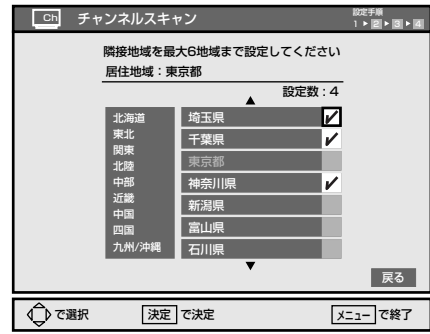 Ch チャンネルスキャン
設定手順
1 ▶ 2 ▶ 3 ▶ 4
隣接地域を最大6地域まで設定してください
居住地域：東京都
設定数：4
▲
北海道
東北
関東
北陸
中部
近畿
中国
四国
九州/沖縄
埼玉県 ✔
千葉県 ✔
東京都
神奈川県 ✔
新潟県
富山県
石川県
▼
戻る
で選択 決定 で決定 メニュー で終了